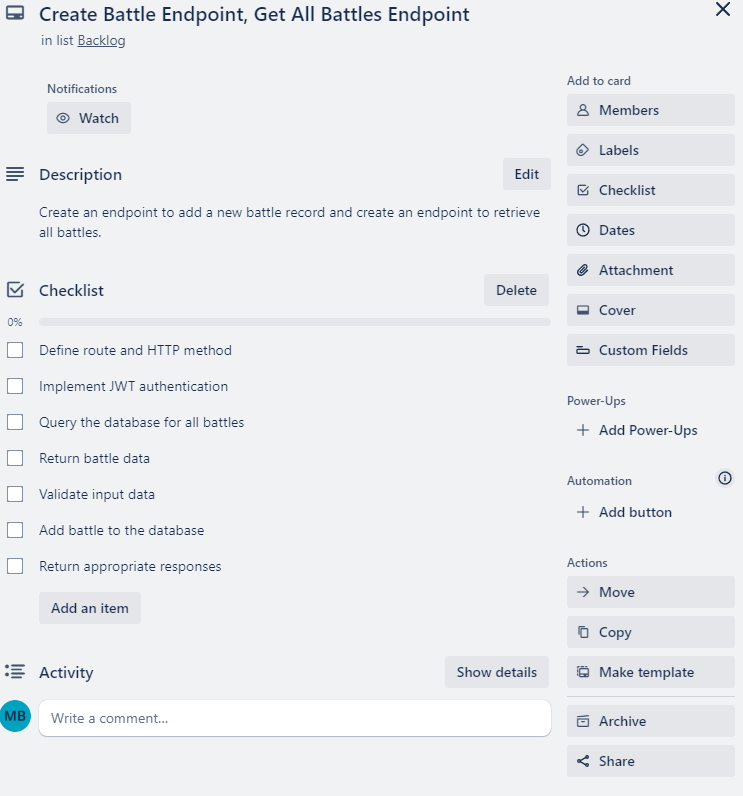 Create Battle Endpoint, Get All Battles Endpoint
in list Backlog
Notifications
Watch
Description
Edit
Create an endpoint to add a new battle record and create an endpoint to retrieve
all battles.
Checklist
Delete
0%
Define route and HTTP method
Implement JWT authentication
Query the database for all battles
Return battle data
Validate input data
Add battle to the database
Return appropriate responses
Add an item
Activity
Show details
MB
Write a comment...
Add to card
Members
Labels
Checklist
Dates
Attachment
Cover
Custom Fields
Power-Ups
Add Power-Ups
Automation
Add button
Actions
Move
Copy
Make template
Archive
Share